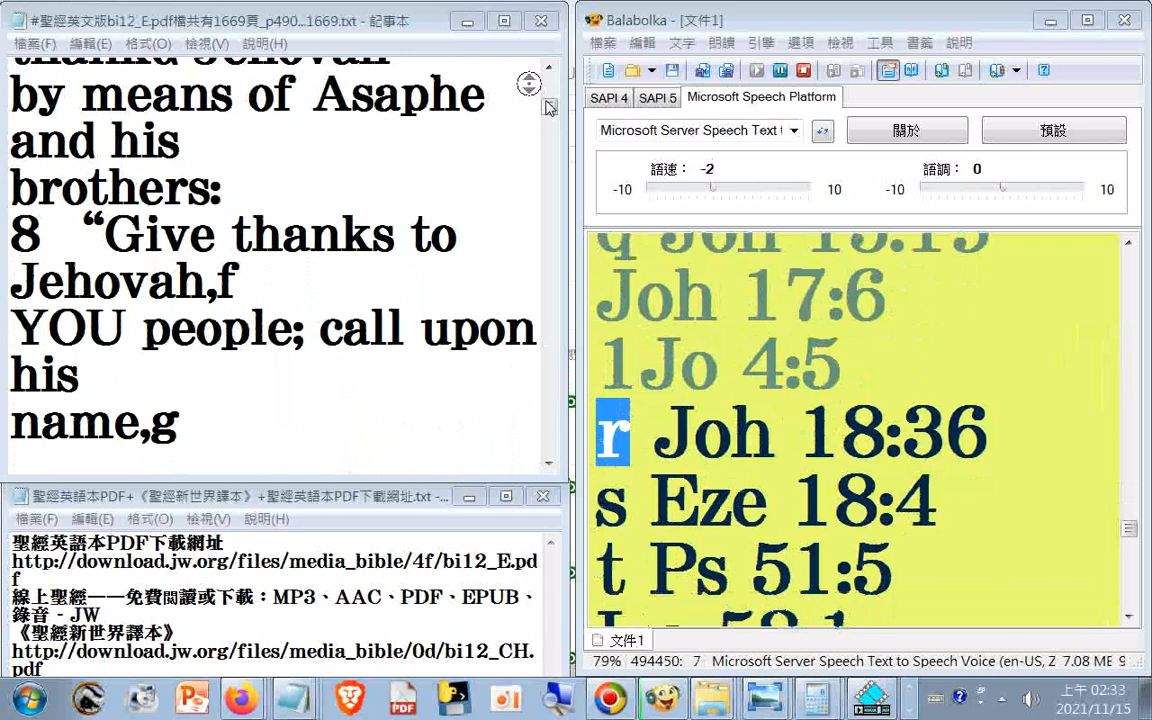 #聖經英文版bi12_E.pdf檔共有1669頁_p490...1669.txt - 記事本
檔案(F) 編輯(E) 格式(O) 檢視(V) 說明(H)
thankd Jehovah
by means of Asaphe
and his
brothers:
8 “Give thanks to
Jehovah,f
YOU people; call upon
his
name,g
聖經英語本PDF+《聖經新世界譯本》+聖經英語本PDF下載網址.txt -...
檔案(F) 編輯(E) 格式(O) 檢視(V) 說明(H)
聖經英語本PDF下載網址
http://download.jw.org/files/media_bible/4f/bi12_E.pd
f
線上聖經——免費閱讀或下載：MP3、AAC、PDF、EPUB、
錄音 - JW
《聖經新世界譯本》
http://download.jw.org/files/media_bible/0d/bi12_CH.
pdf
Balabolka - [文件1]
檔案 編輯 文字 朗讀 引擎 選項 檢視 工具 書籤 說明
SAPI 4 SAPI 5 Microsoft Speech Platform
Microsoft Server Speech Text t 關於 預設
語速： -2 語調： 0
-10 10 -10 10
q Joh 15:19
Joh 17:6
1Jo 4:5
r Joh 18:36
s Eze 18:4
t Ps 51:5
文件1
79% 494450: 7 Microsoft Server Speech Text to Speech Voice (en-US, Z 7.08 MB 9
上午 02:33
2021/11/15